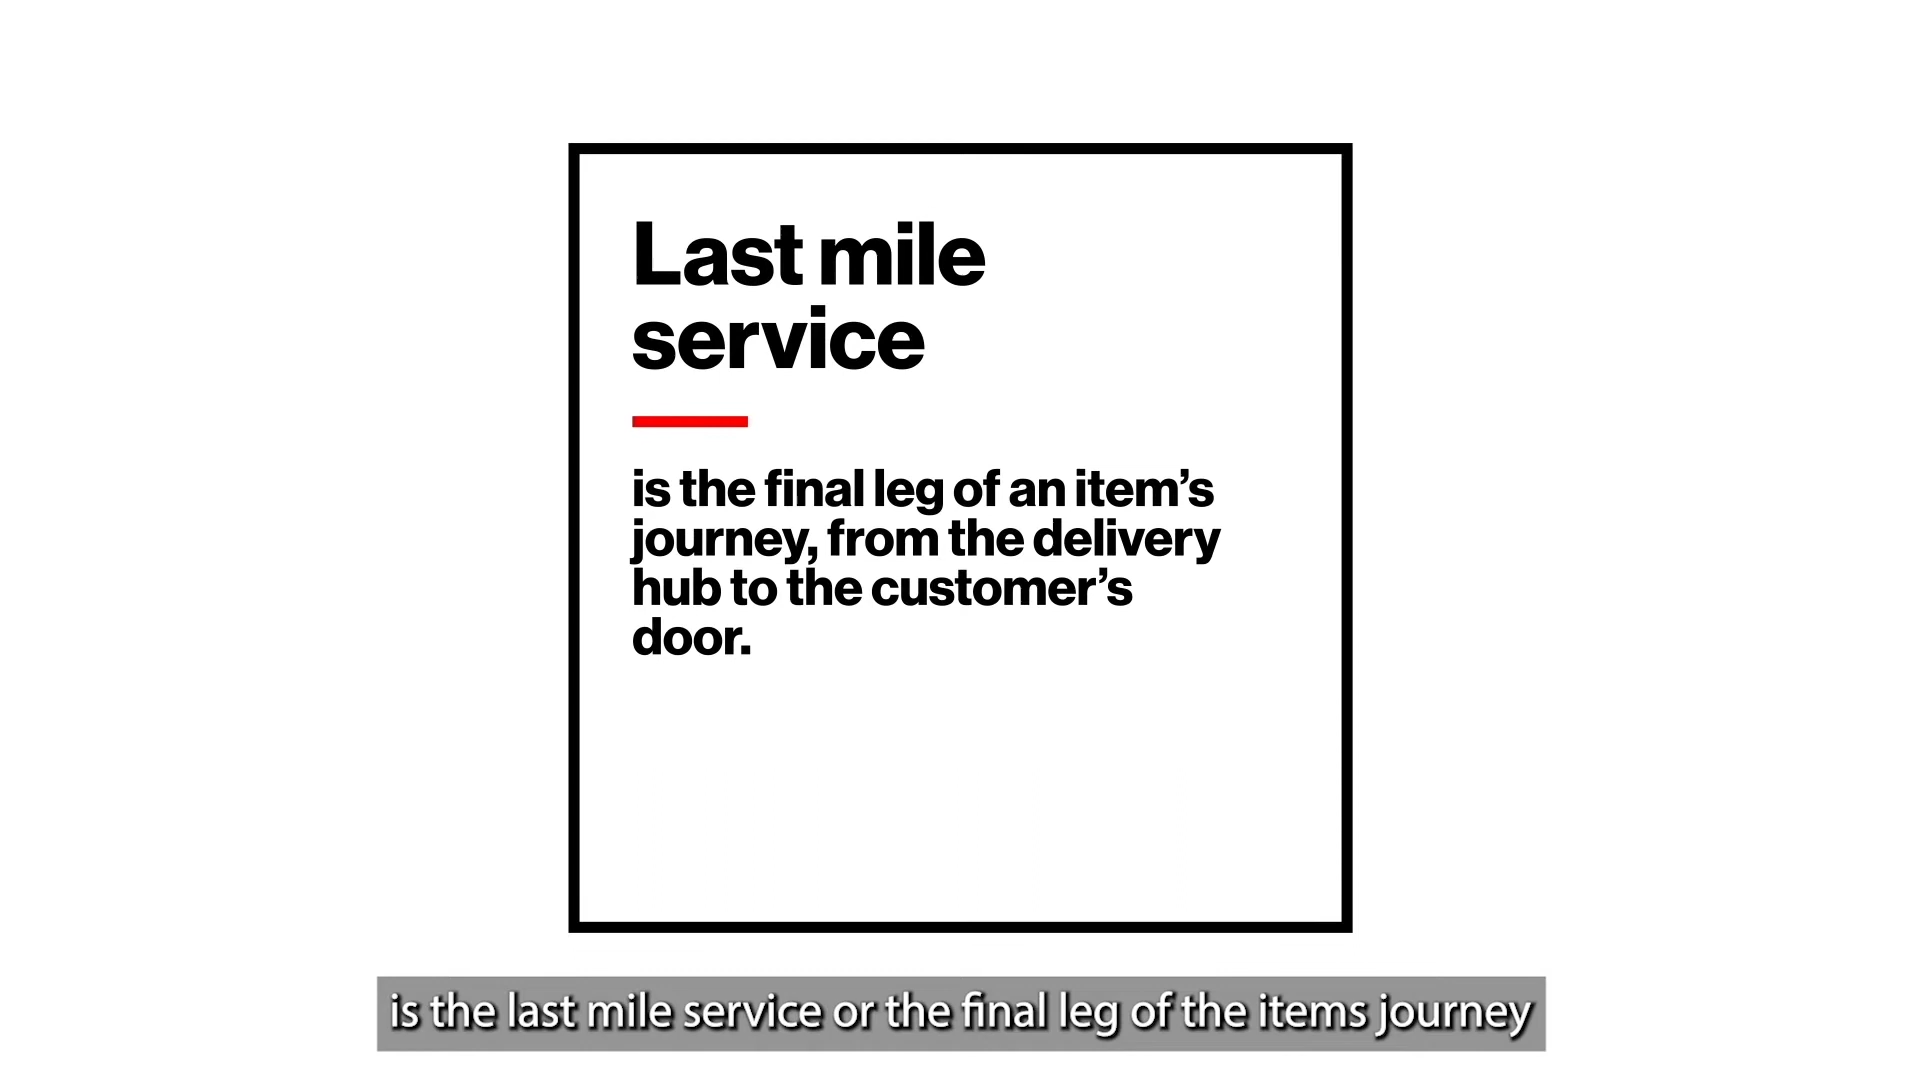 Last mile
service
is the final leg of an item’s
journey, from the delivery
hub to the customer’s
door.
is the last mile service or the final leg of the items journey